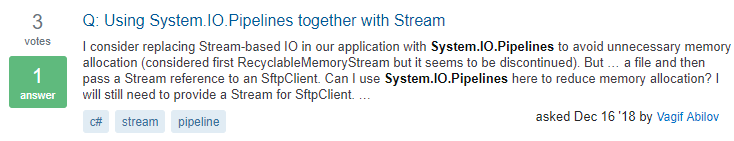 3
votes
1
answer
Q: Using System.IO.Pipelines together with Stream
I consider replacing Stream-based IO in our application with System.IO.Pipelines to avoid unnecessary memory
allocation (considered first RecyclableMemoryStream but it seems to be discontinued). But … a file and then
pass a Stream reference to an SftpClient. Can I use System.IO.Pipelines here to reduce memory allocation? I
will still need to provide a Stream for SftpClient. …
c# stream pipeline
asked Dec 16 '18 by Vagif Abilov